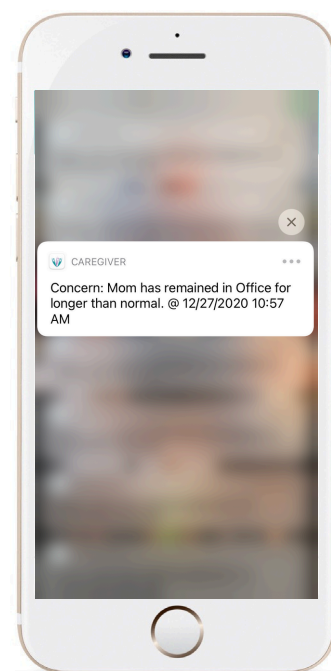 CAREGIVER
Concern: Mom has remained in Office for
longer than normal. @ 12/27/2020 10:57
AM